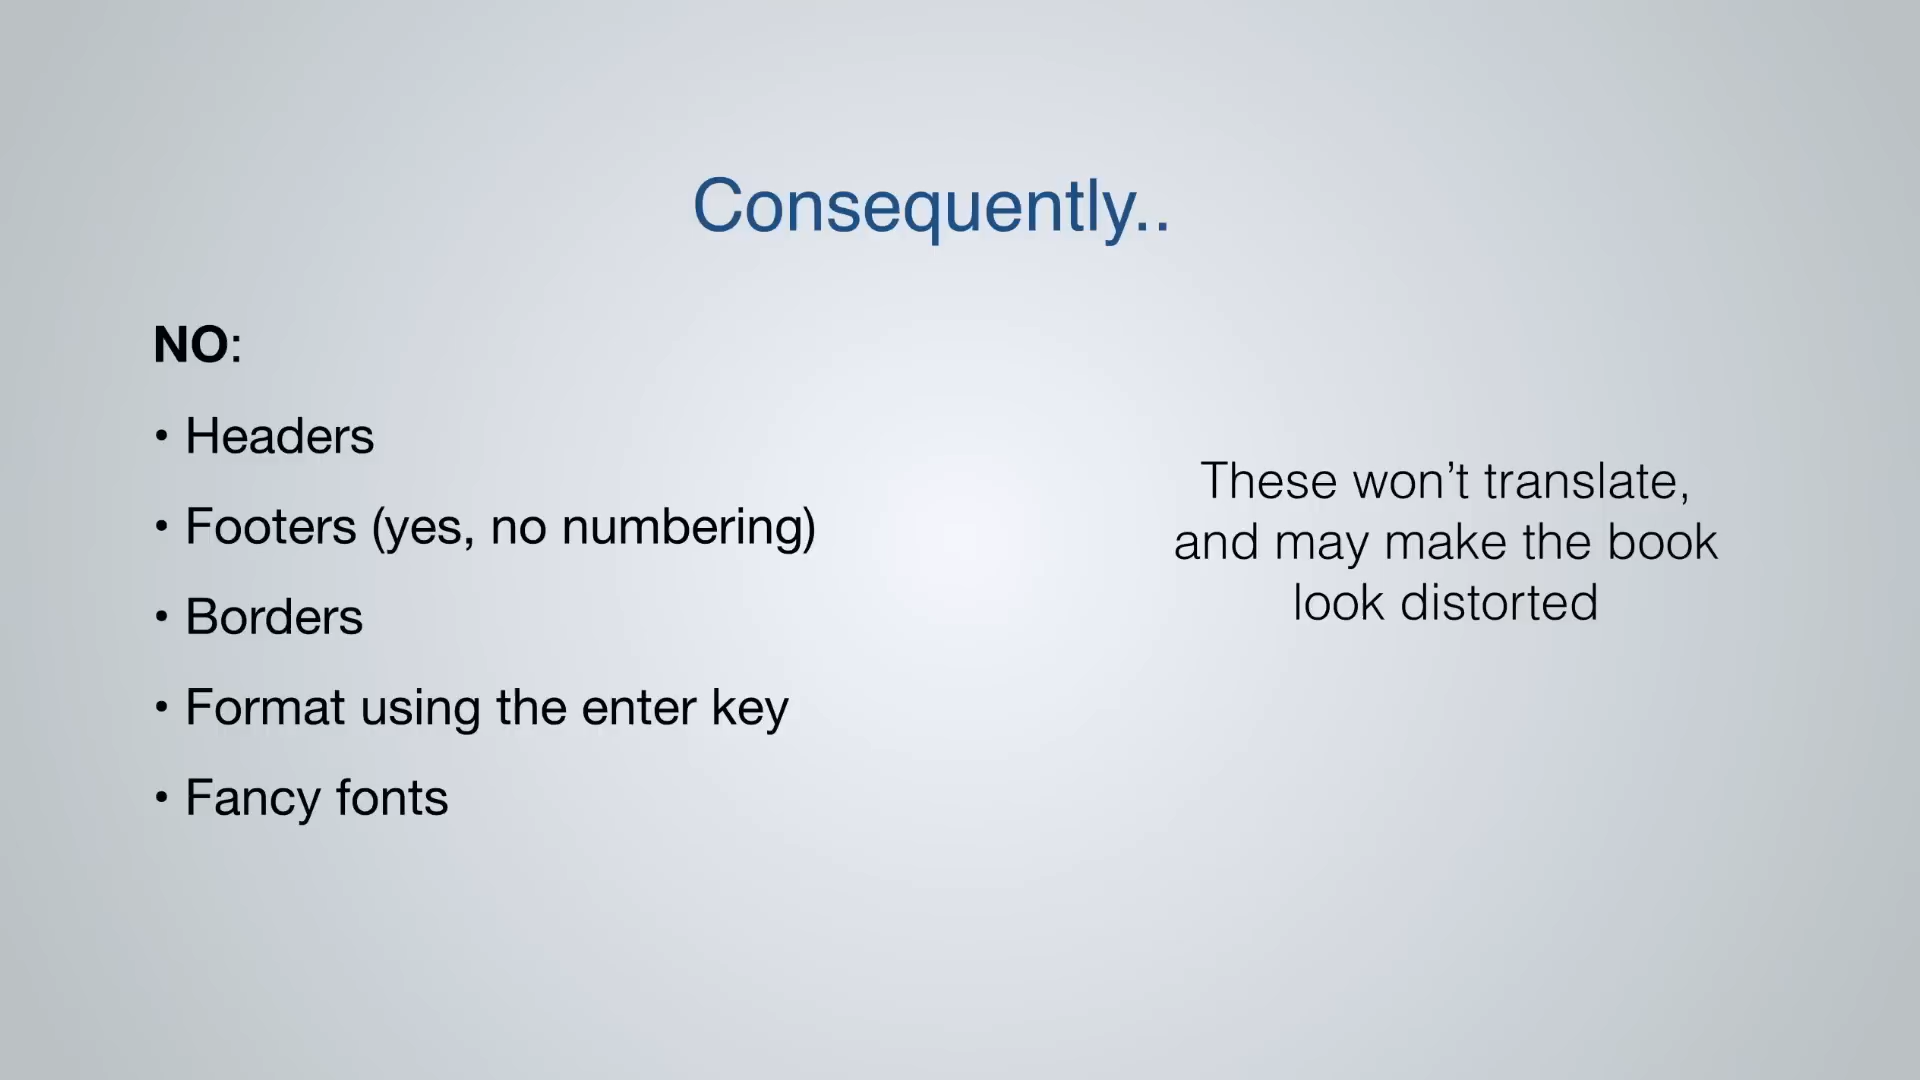 Consequently..
NO:
• Headers
• Footers (yes, no numbering)
• Borders
• Format using the enter key
• Fancy fonts
These won’t translate,
and may make the book
look distorted